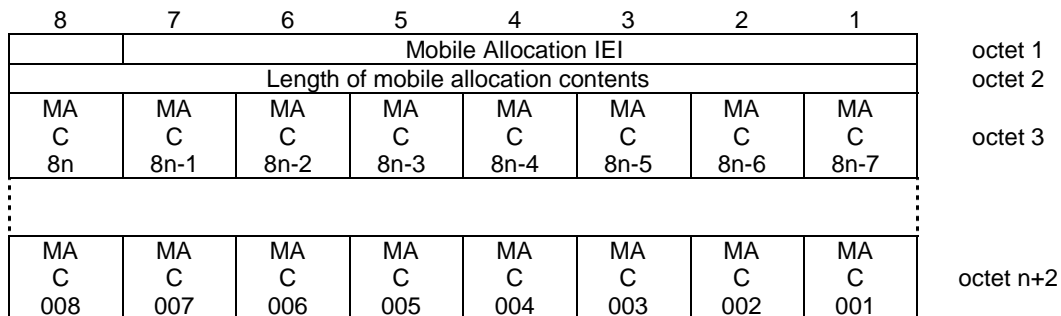 8 7 6 5 4 3 2 1
Mobile Allocation IEI octet 1
Length of mobile allocation contents octet 2
MA MA MA MA MA MA MA MA
C C C C C C C C octet 3
8n 8n-1 8n-2 8n-3 8n-4 8n-5 8n-6 8n-7
MA MA MA MA MA MA MA MA
C C C C C C C C octet n+2
008 007 006 005 004 003 002 001